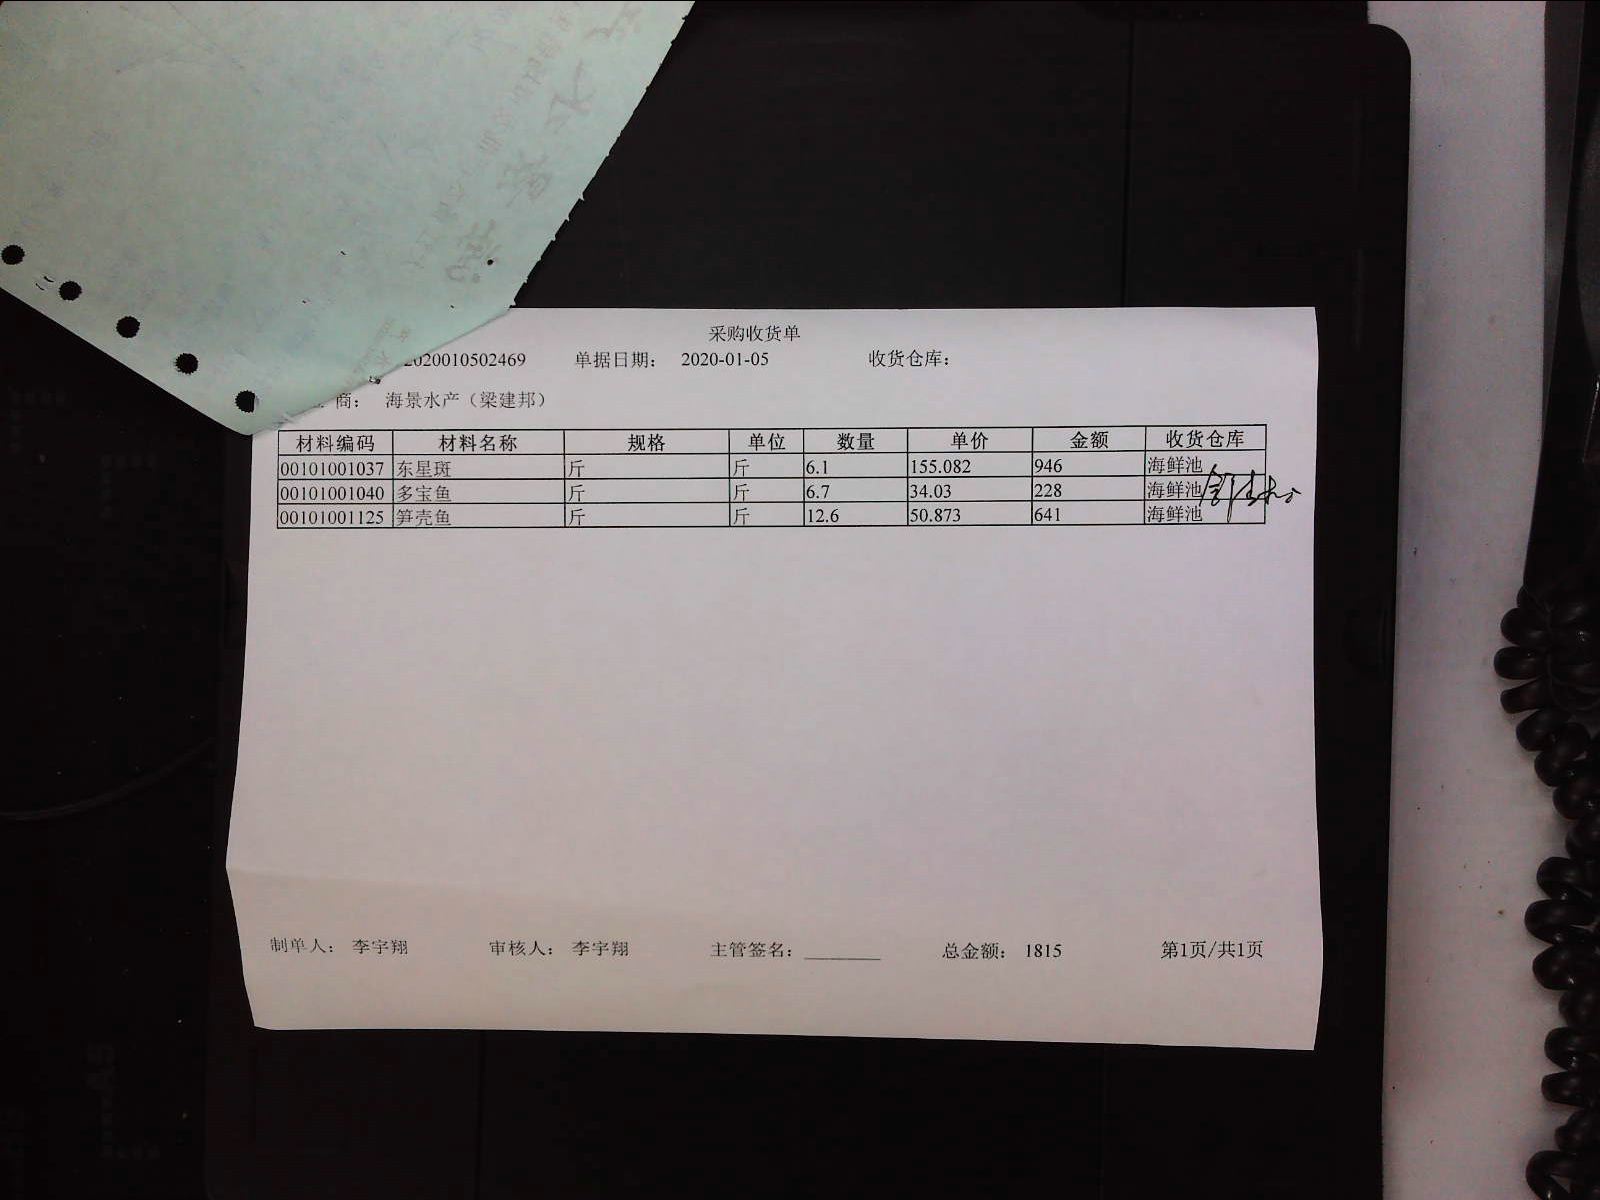 采购收货单
2020010502469 单据日期： 2020-01-05 收货仓库：
商： 海景水产（梁建邦）
材料编码 材料名称 规格 单位 数量 单价 金额 收货仓库
00101001037 东星斑 斤 斤 6.1 155.082 946 海鲜池
00101001040 多宝鱼 斤 斤 6.7 34.03 228 海鲜池
00101001125 笋壳鱼 斤 斤 12.6 50.873 641 海鲜池
制单人： 李宇翔 审核人： 李宇翔 主管签名： 总金额： 1815 第1页/共1页